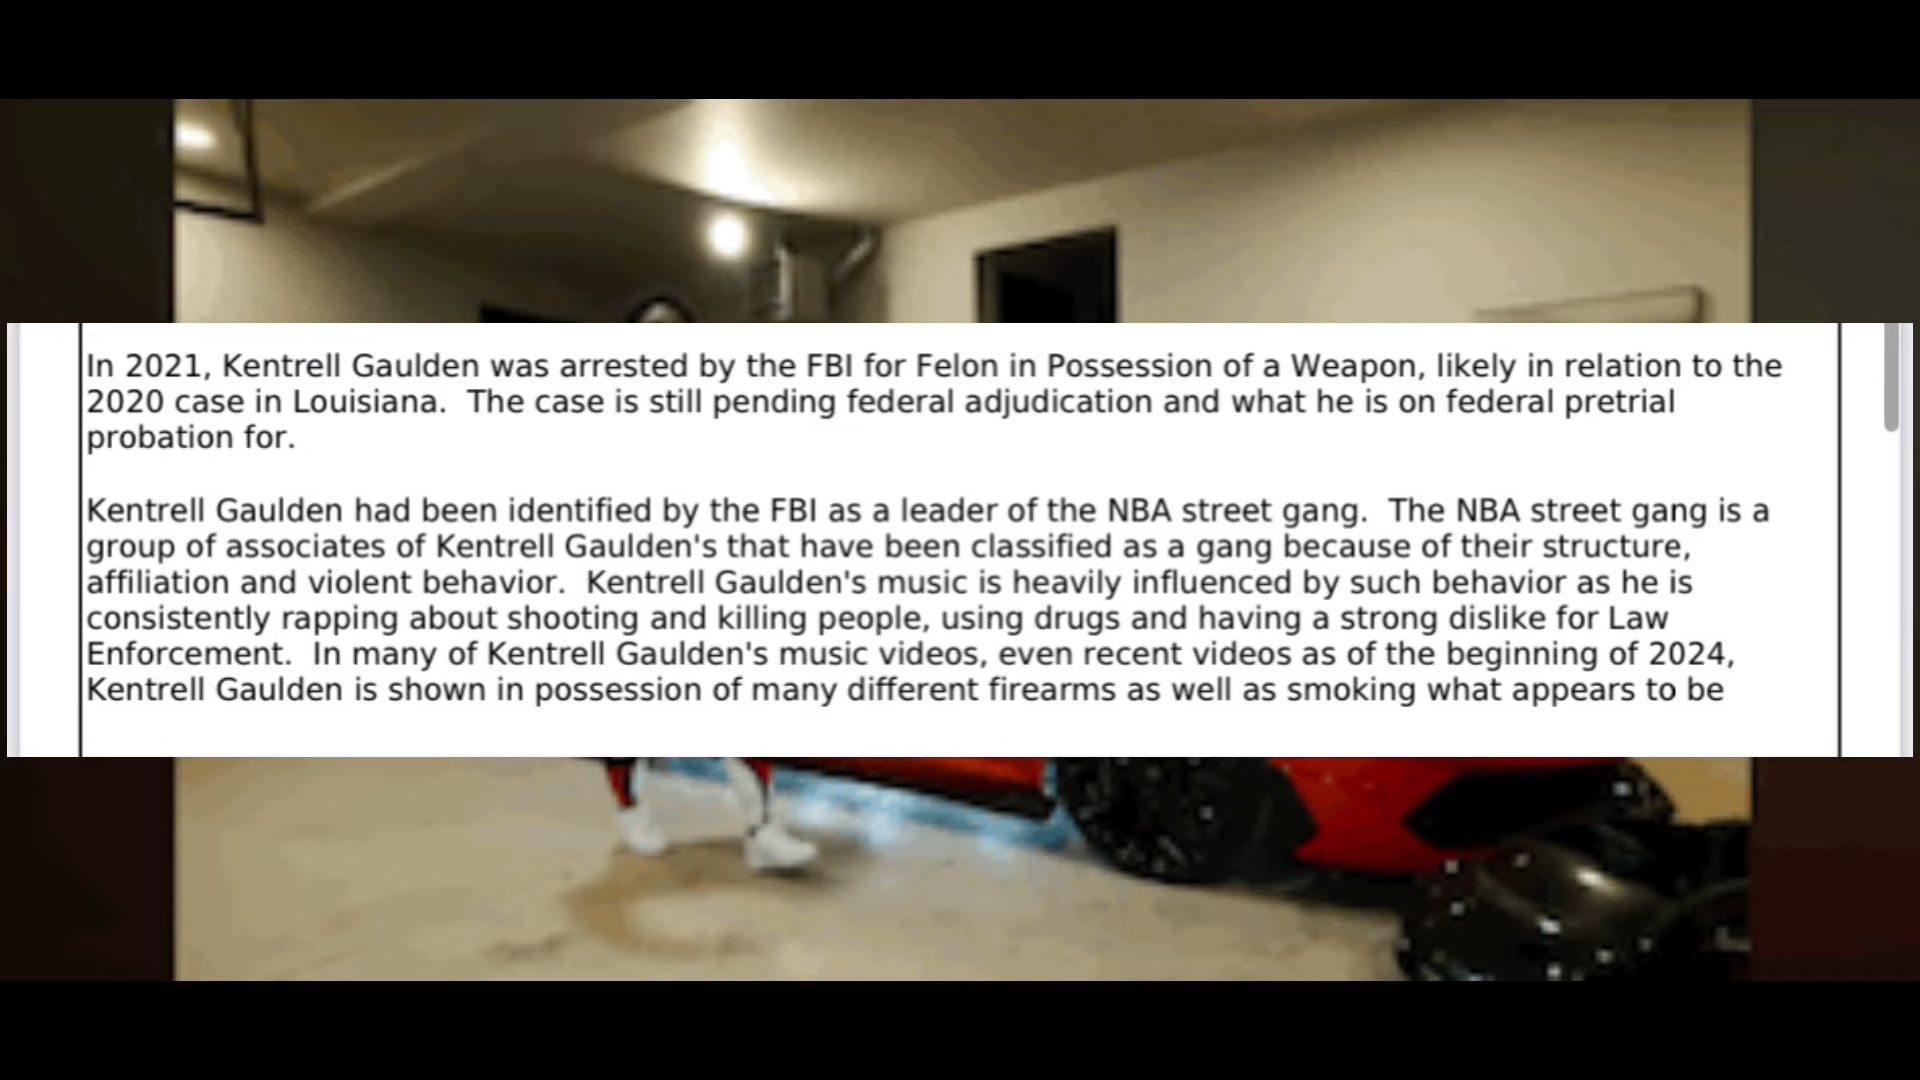 In 2021, Kentrell Gaulden was arrested by the FBI for Felon in Possession of a Weapon, likely in relation to the
2020 case in Louisiana.  The case is still pending federal adjudication and what he is on federal pretrial
probation for.
Kentrell Gaulden had been identified by the FBI as a leader of the NBA street gang.  The NBA street gang is a
group of associates of Kentrell Gaulden's that have been classified as a gang because of their structure,
affiliation and violent behavior.  Kentrell Gaulden's music is heavily influenced by such behavior as he is
consistently rapping about shooting and killing people, using drugs and having a strong dislike for Law
Enforcement.  In many of Kentrell Gaulden's music videos, even recent videos as of the beginning of 2024,
Kentrell Gaulden is shown in possession of many different firearms as well as smoking what appears to be